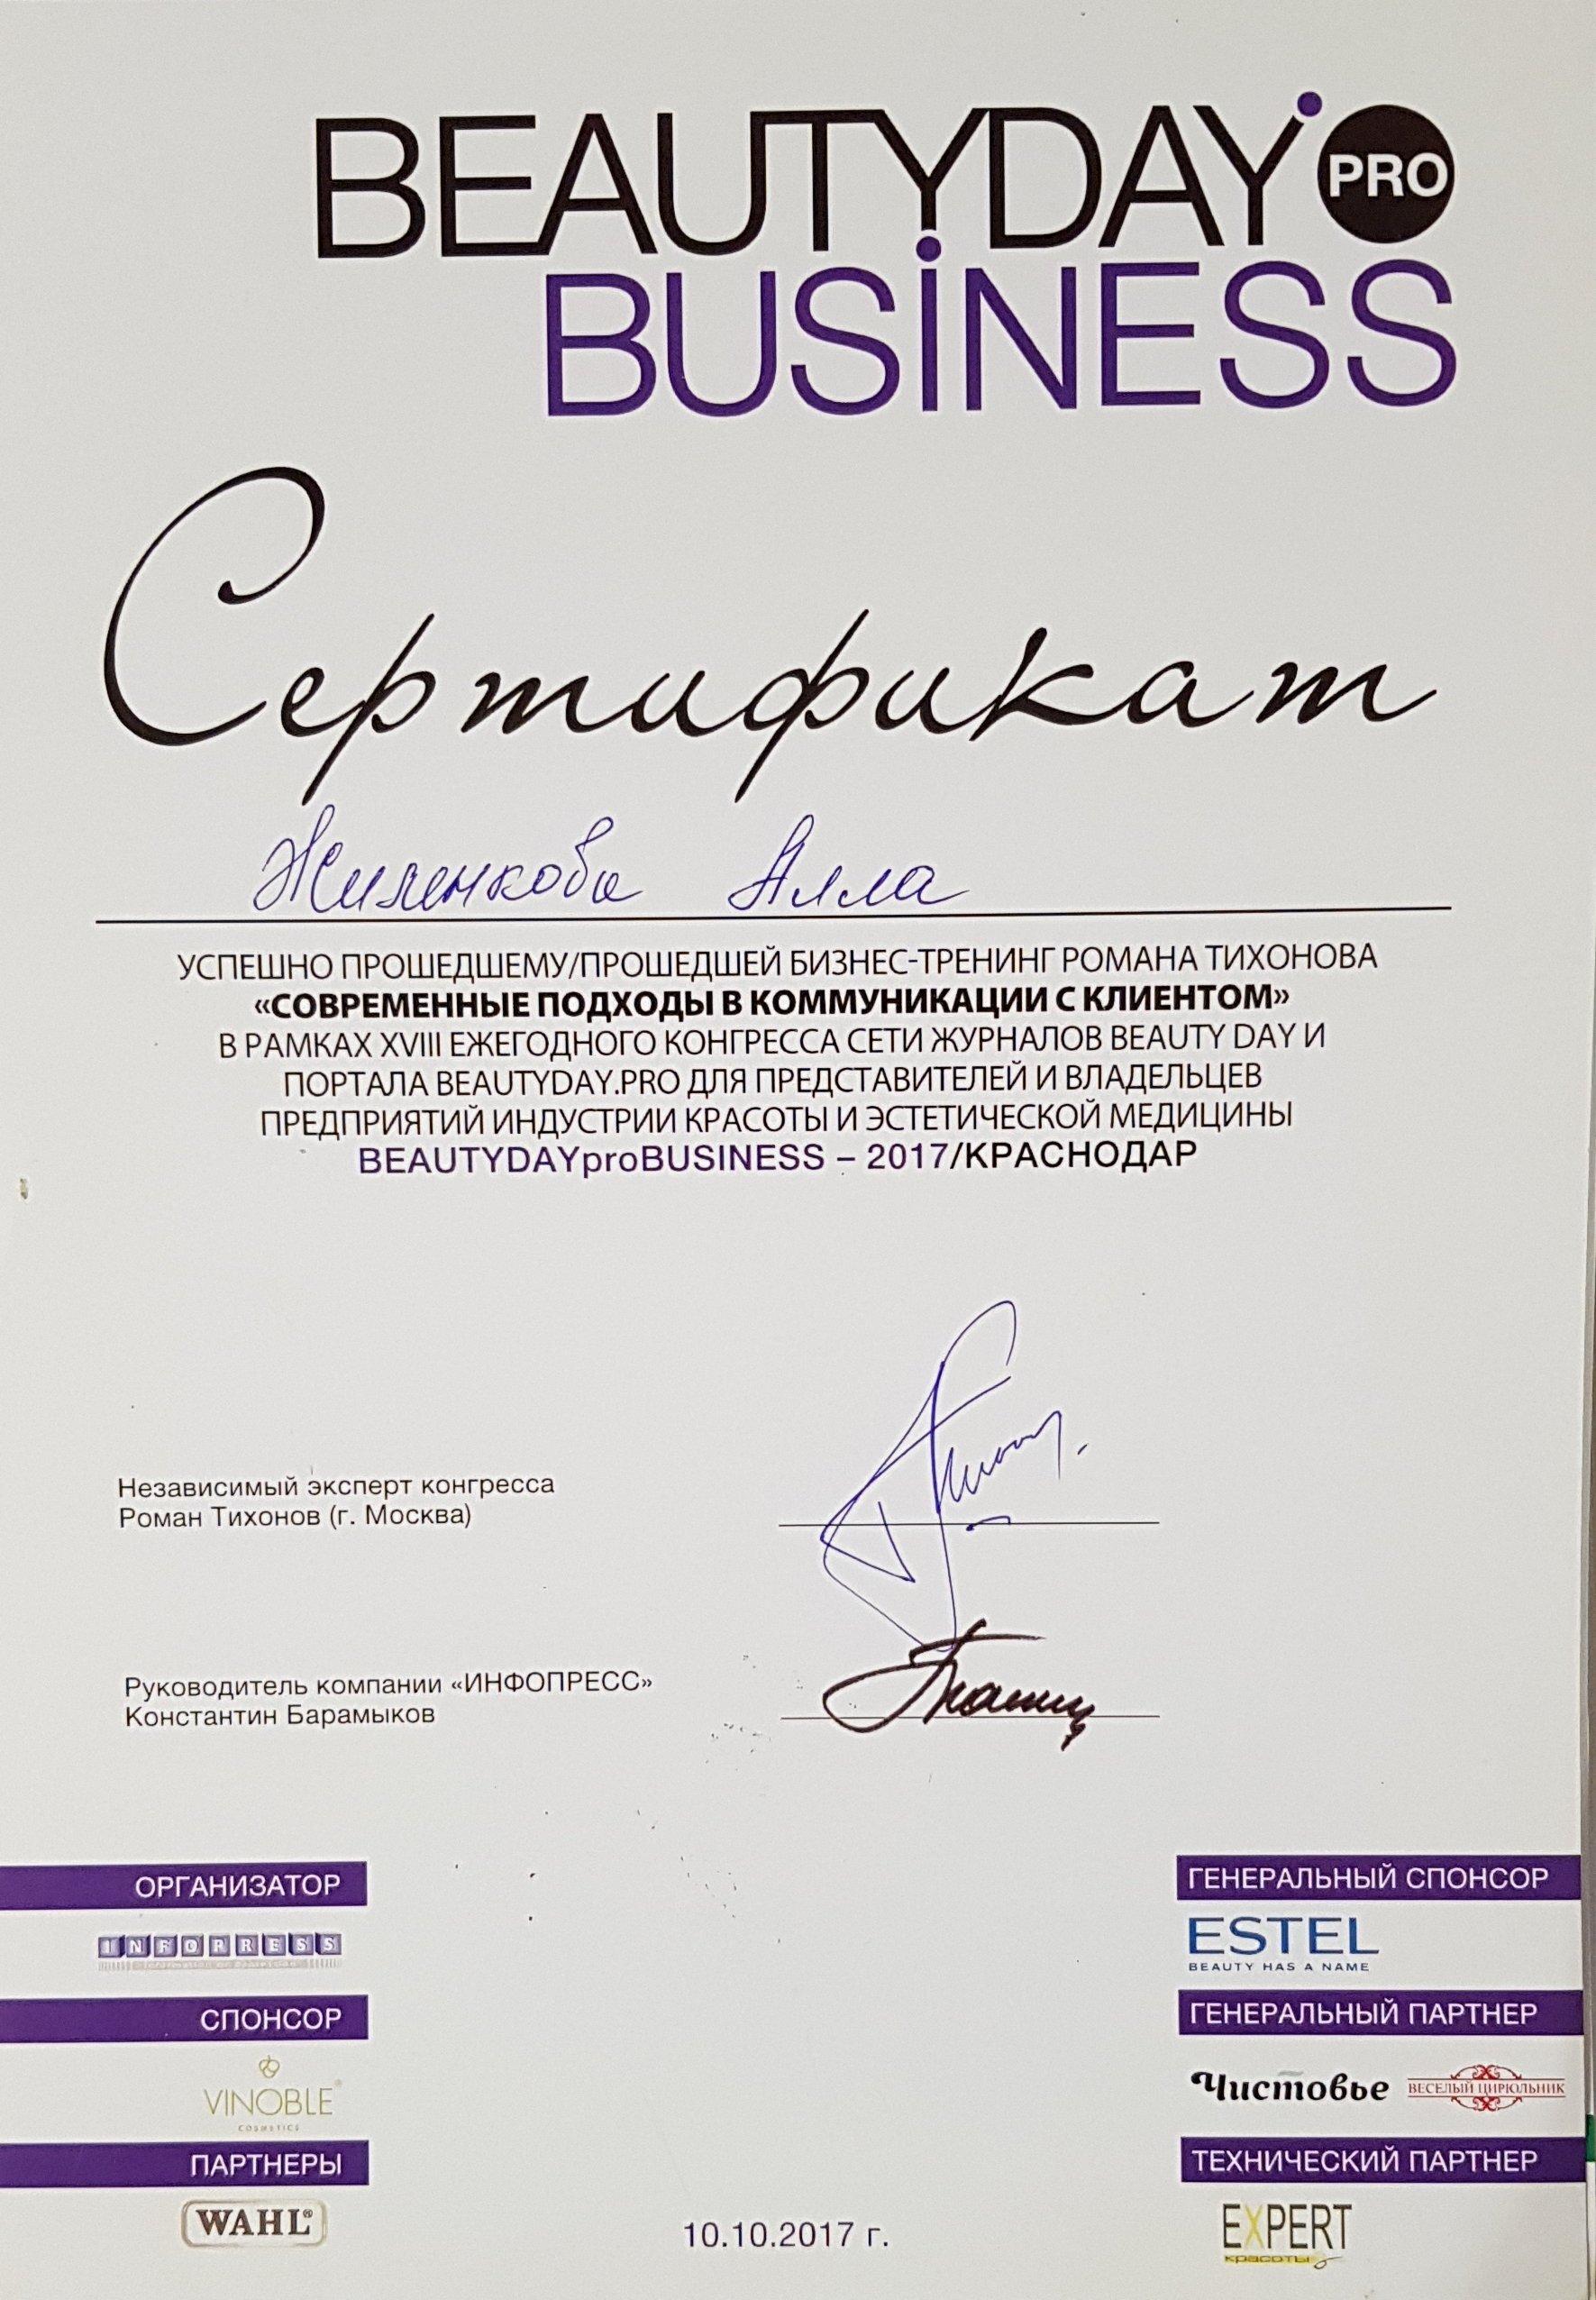 BEAUTYDAY PRO
BUSINESS
Сертификат
Жиленкова Алла
УСПЕШНО ПРОШЕДШЕМУ/ПРОШЕДШЕЙ БИЗНЕС-ТРЕНИНГ РОМАНА ТИХОНОВА
«СОВРЕМЕННЫЕ ПОДХОДЫ В КОММУНИКАЦИИ С КЛИЕНТОМ»
В РАМКАХ XVIII ЕЖЕГОДНОГО КОНГРЕССА СЕТИ ЖУРНАЛОВ BEAUTY DAY И
ПОРТАЛА BEAUTYDAY.PRO ДЛЯ ПРЕДСТАВИТЕЛЕЙ И ВЛАДЕЛЬЦЕВ
ПРЕДПРИЯТИЙ ИНДУСТРИИ КРАСОТЫ И ЭСТЕТИЧЕСКОЙ МЕДИЦИНЫ
BEAUTYDAYproBUSINESS – 2017/КРАСНОДАР
Независимый эксперт конгресса
Роман Тихонов (г. Москва)
Руководитель компании «ИНФОПРЕСС»
Константин Барамыков
ОРГАНИЗАТОР
INFOPRESS
СПОНСОР
VINOBLE®
COSMETICS
ПАРТНЕРЫ
WAHL®
10.10.2017 г.
ГЕНЕРАЛЬНЫЙ СПОНСОР
ESTEL
BEAUTY HAS A NAME
ГЕНЕРАЛЬНЫЙ ПАРТНЕР
Чистовье ВЕСЕЛЫЙ ЦИРЮЛЬНИК
ТЕХНИЧЕСКИЙ ПАРТНЕР
EXPERT
красоты